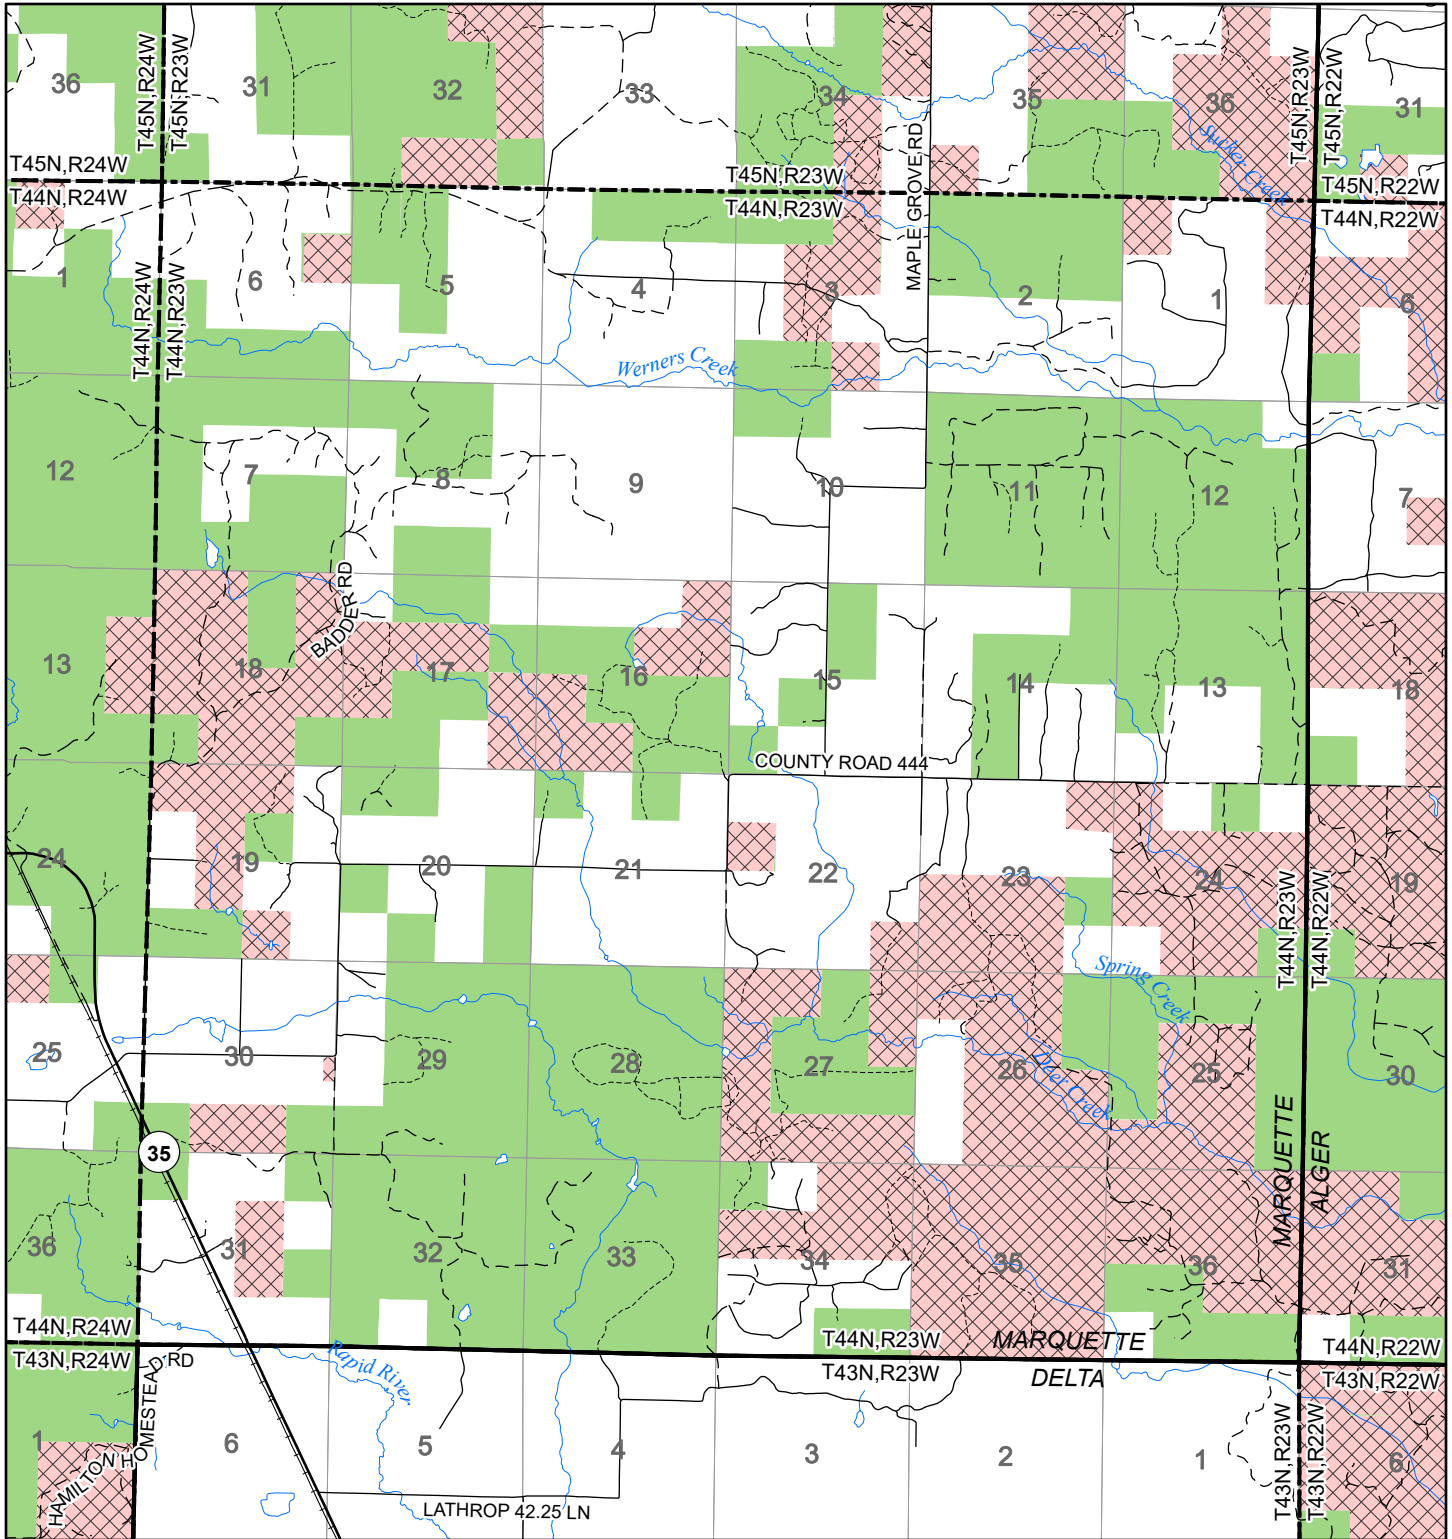 36
31
32
33
34
35
36
31
T45N,R24W
T45N,R23W
MAPLE GROVE RD
Sucker Creek
T45N,R23W
T45N,R22W
T45N,R24W
T44N,R24W
T45N,R23W
T44N,R23W
T45N,R22W
T44N,R22W
1
6
5
4
3
2
1
6
T44N,R24W
T44N,R23W
Werners Creek
12
7
8
9
10
11
12
7
BADDER RD
13
18
17
16
15
14
13
18
COUNTY ROAD 444
24
19
20
21
22
23
24
19
T44N,R23W
T44N,R22W
Spring Creek
25
30
29
28
27
26
25
30
Deer Creek
35
MARQUETTE
ALGER
36
31
32
33
34
35
36
31
T44N,R24W
T43N,R24W
T44N,R23W
T43N,R23W
MARQUETTE
DELTA
T44N,R22W
T43N,R22W
Rapid River
HAMILTON HOMESTEAD RD
1
6
5
4
3
2
1
6
T43N,R23W
T43N,R22W
LATHROP 42.25 LN